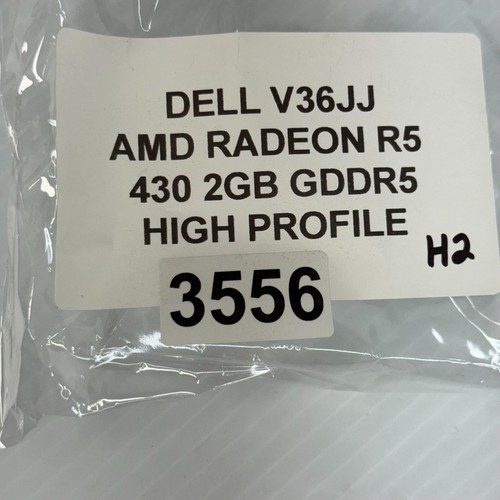 DELL V36JJ
AMD RADEON R5
430 2GB GDDR5
HIGH PROFILE
H2
3556